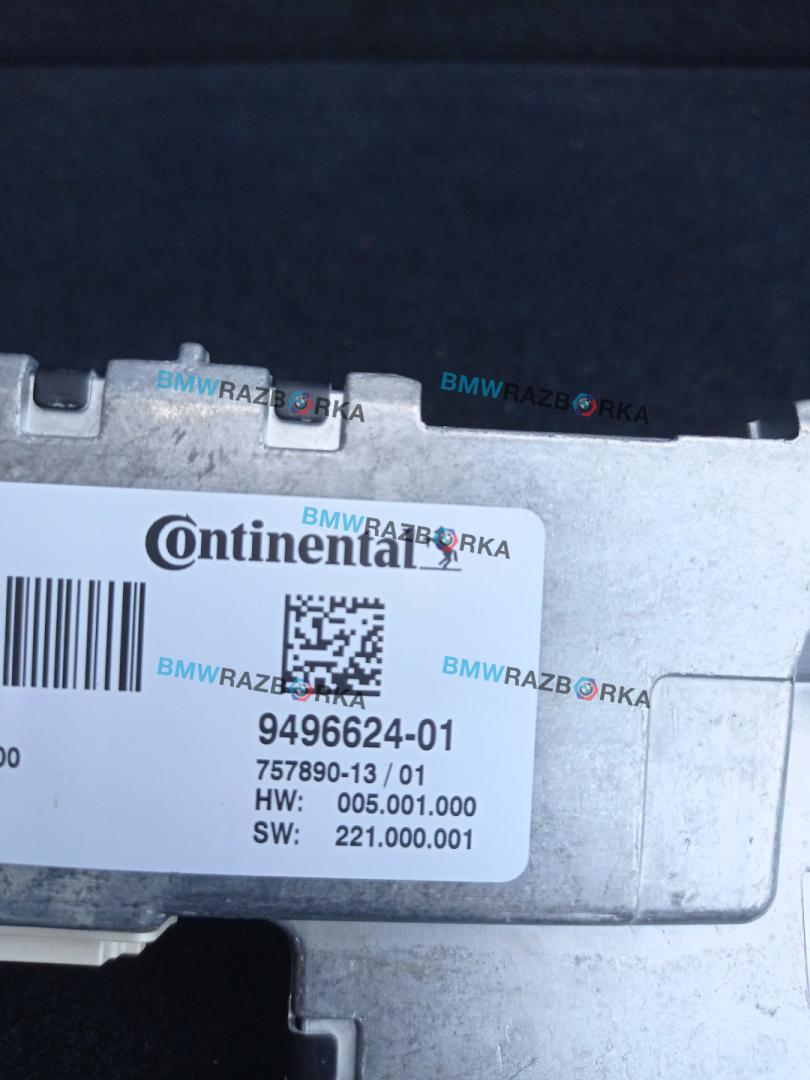 BMWRAZBORKA
BMWRAZBORKA
BMWRAZBORKA
Continental
BMWRAZBORKA
BMWRAZBORKA
9496624-01
00
757890-13 / 01
HW: 005.001.000
SW: 221.000.001